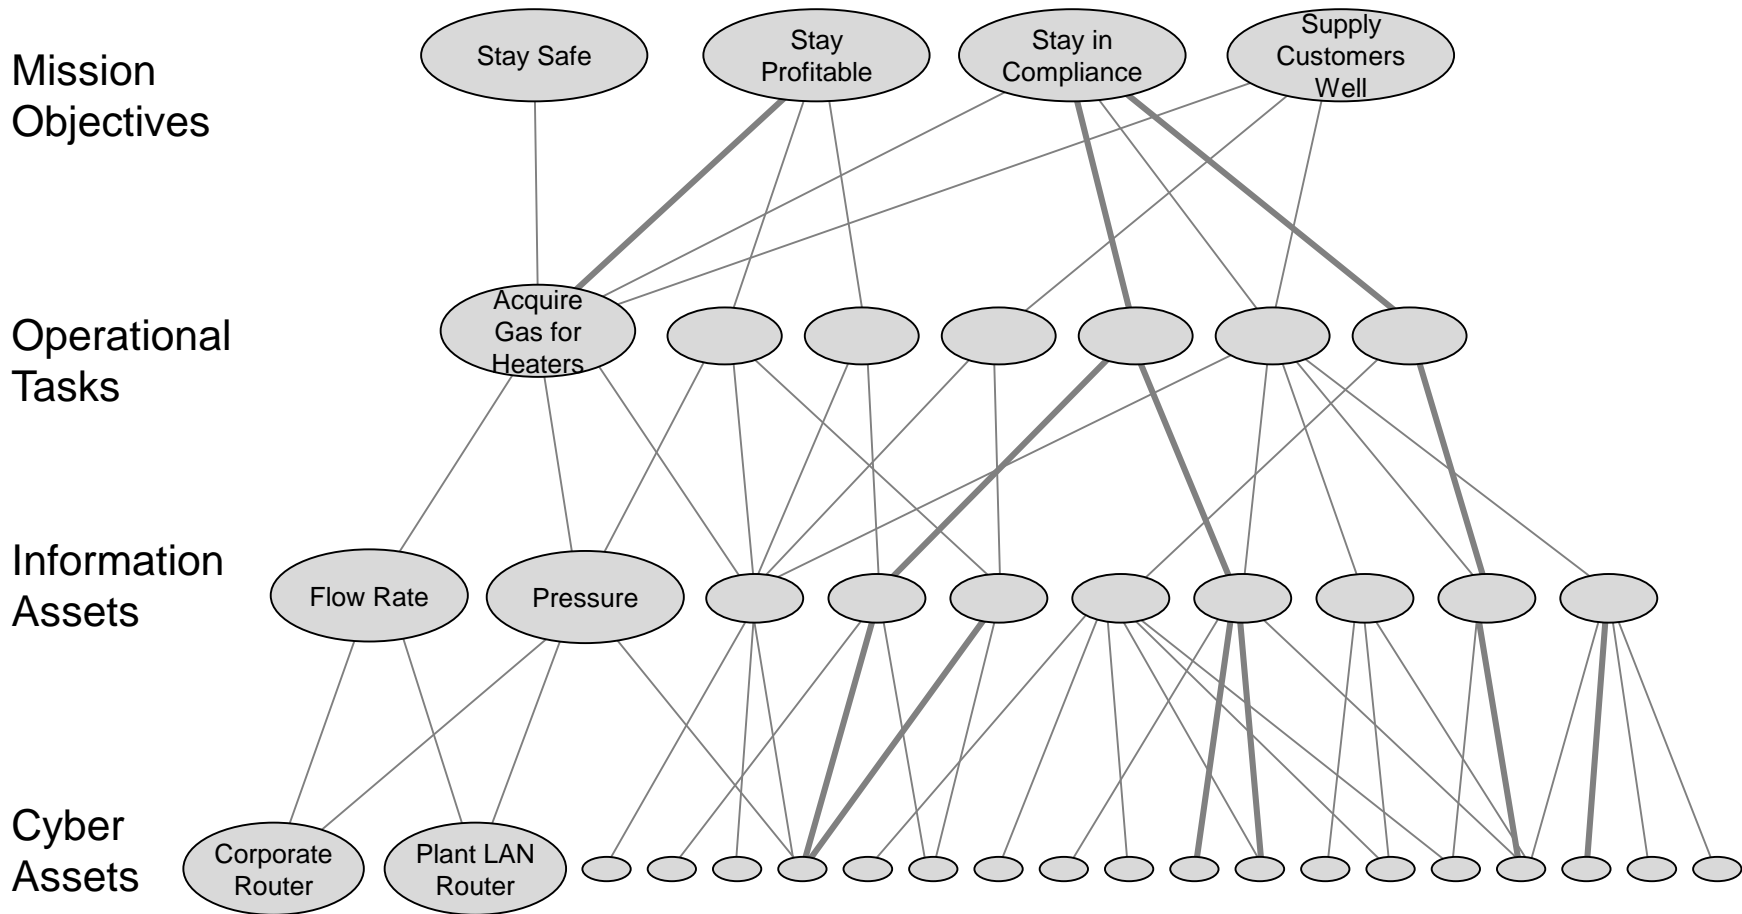 Mission
Objectives
Stay Safe
Stay
Profitable
Stay in
Compliance
Supply
Customers
Well
Operational
Tasks
Acquire
Gas for
Heaters
Information
Assets
Flow Rate
Pressure
Cyber
Assets
Corporate
Router
Plant LAN
Router